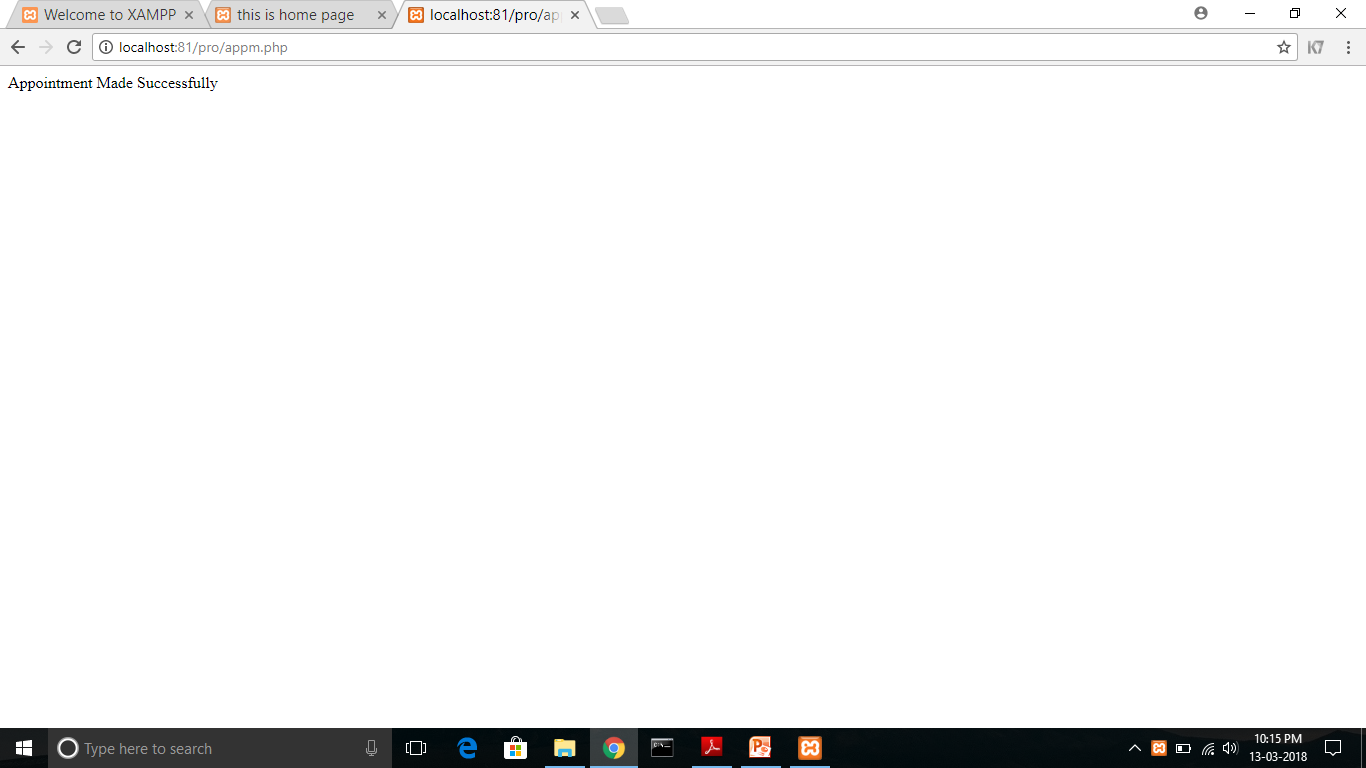 Welcome to XAMPP
this is home page
localhost:81/pro/ap
localhost:81/pro/appm.php
K7
Appointment Made Successfully
Type here to search
10:15 PM
13-03-2018